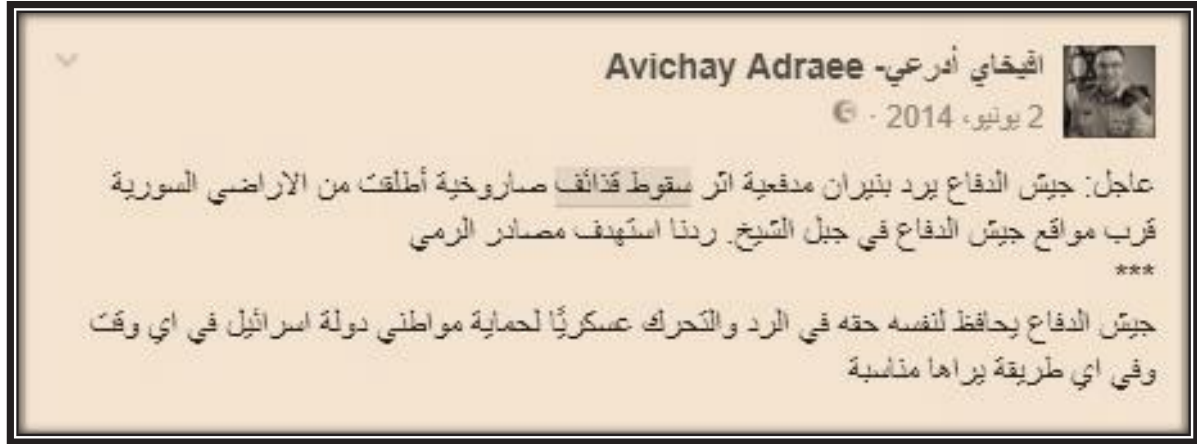 افيخاي أدرعي- Avichay Adraee
2 يونيو، 2014 ·
عاجل: جيش الدفاع يرد بنيران مدفعية اثر سقوط قذائف صاروخية أطلقت من الاراضي السورية
قرب مواقع جيش الدفاع في جبل الشيخ. ردنا استهدف مصادر الرمي
***
جيش الدفاع يحافظ لنفسه حقه في الرد والتحرك عسكريًا لحماية مواطني دولة اسرائيل في اي وقت
وفي اي طريقة يراها مناسبة